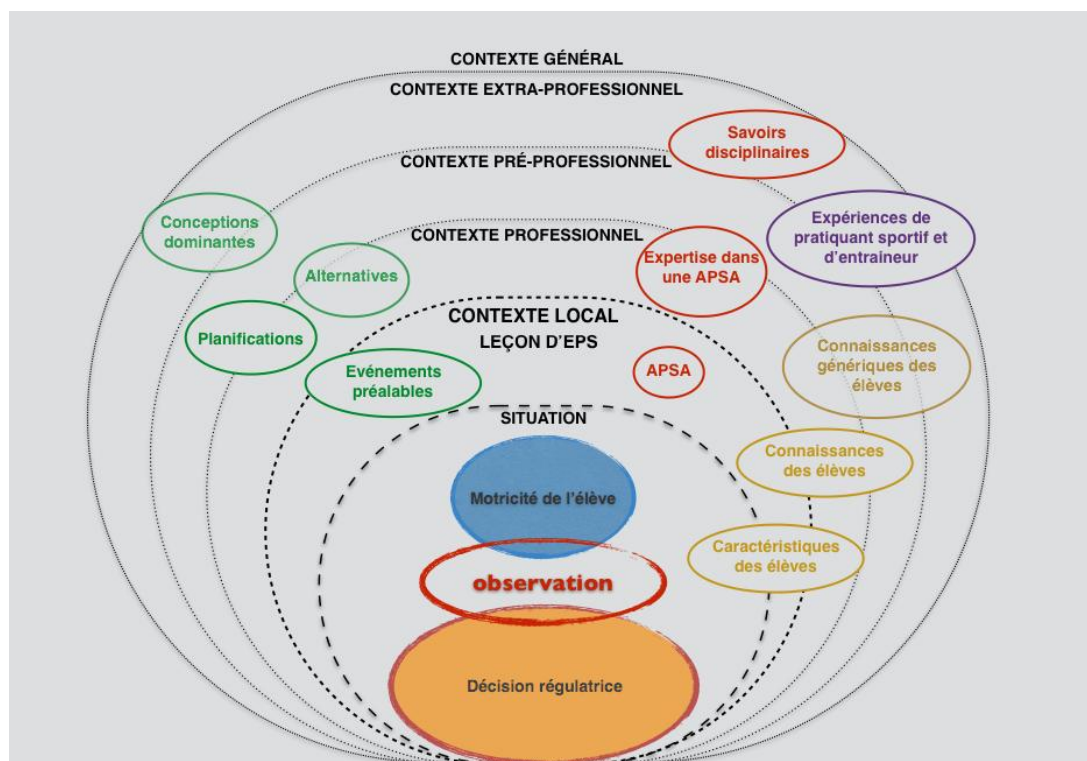 CONTEXTE GÉNÉRAL
CONTEXTE EXTRA-PROFESSIONNEL
Savoirs
disciplinaires
CONTEXTE PRÉ-PROFESSIONNEL
Conceptions
dominantes
Expériences de
pratiquant sportif et
d'entraineur
CONTEXTE PROFESSIONNEL
Alternatives
Expertise dans
une APSA
Planifications
CONTEXTE LOCAL
LEÇON D'EPS
Connaissances
génériques des
élèves
Evénements
préalables
APSA
SITUATION
Connaissances
des élèves
Motricité de l'élève
Caractéristiques
des élèves
observation
Décision régulatrice